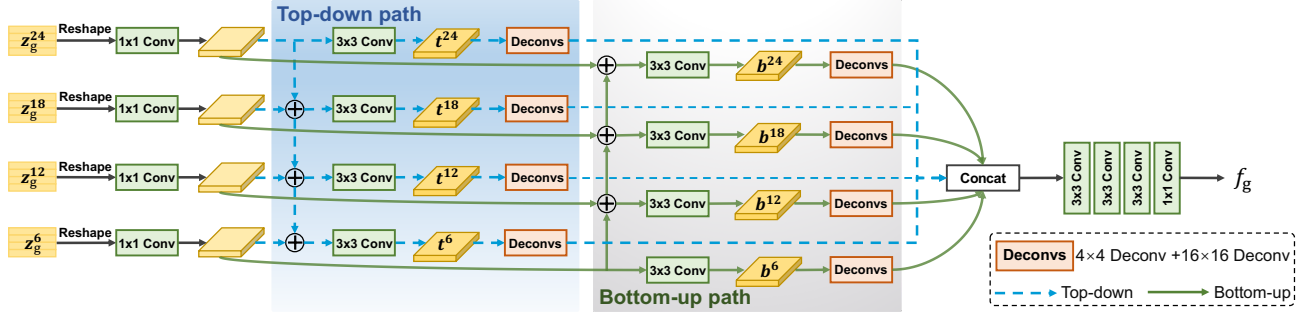 Top-down path
z_g^24 Reshape 1x1 Conv 3x3 Conv t^24 Deconvs
3x3 Conv b^24 Deconvs
z_g^18 Reshape 1x1 Conv 3x3 Conv t^18 Deconvs
3x3 Conv b^18 Deconvs
z_g^12 Reshape 1x1 Conv 3x3 Conv t^12 Deconvs
Concat 3x3 Conv 3x3 Conv 3x3 Conv 1x1 Conv f_g
3x3 Conv b^12 Deconvs
z_g^6 Reshape 1x1 Conv 3x3 Conv t^6 Deconvs
3x3 Conv b^6 Deconvs
Bottom-up path
Deconvs 4×4 Deconv +16×16 Deconv
Top-down Bottom-up